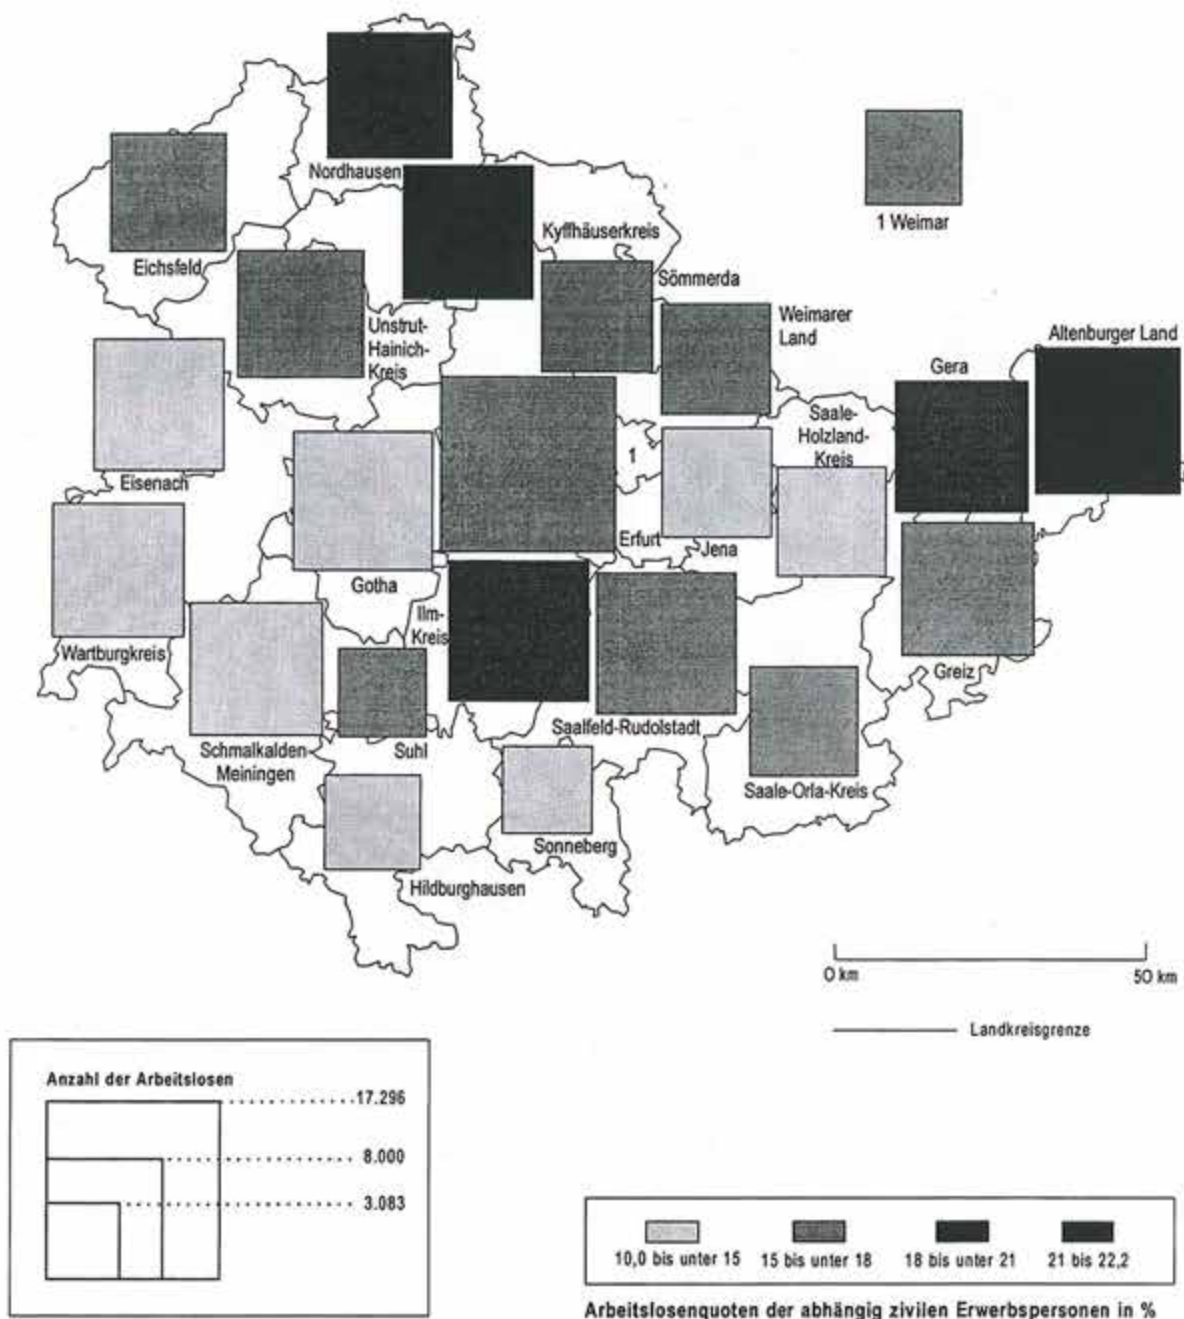 Nordhausen
1 Weimar
Kyffhäuserkreis
Eichsfeld
Sömmerda
Weimarer
Land
Unstrut-
Hainich-
Kreis
Altenburger Land
Gera
Saale-
Holzland-
Kreis
1
Eisenach
Erfurt
Jena
Gotha
Ilm-
Kreis
Wartburgkreis
Greiz
Saalfeld-Rudolstadt
Schmalkalden-
Meiningen
Suhl
Saale-Orla-Kreis
Sonneberg
Hildburghausen
0 km
50 km
Landkreisgrenze
Anzahl der Arbeitslosen
17.296
8.000
3.083
10,0 bis unter 15
15 bis unter 18
18 bis unter 21
21 bis 22,2
Arbeitslosenquoten der abhängig zivilen Erwerbspersonen in %